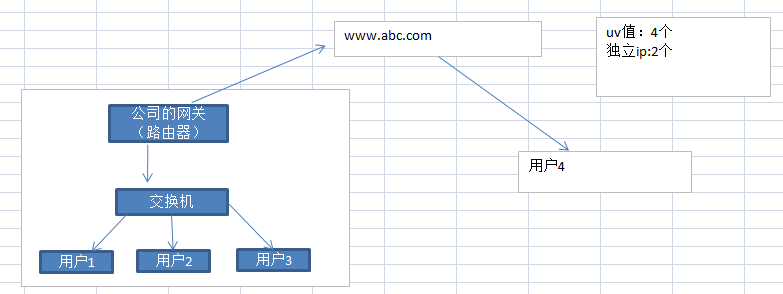 www.abc.com
uv值：4个
独立ip:2个
公司的网关
（路由器）
用户4
交换机
用户1
用户2
用户3